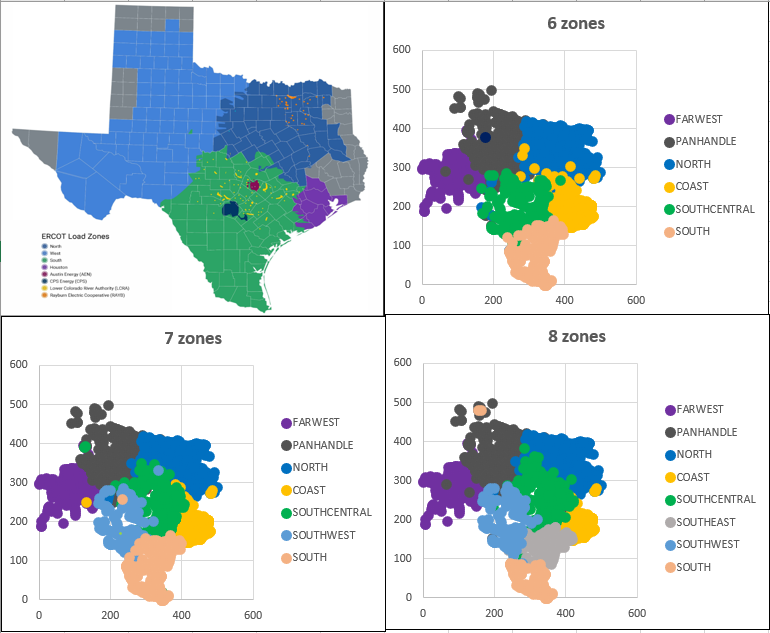 ERCOT Load Zones
North
West
South
Houston
Austin Energy (AEN)
CPS Energy (CPS)
Lower Colorado River Authority (LCRA)
Rayburn Electric Cooperative (RAYB)
6 zones
600
500
400
300
200
100
0
0
200
400
600
FARWEST
PANHANDLE
NORTH
COAST
SOUTHCENTRAL
SOUTH
7 zones
600
500
400
300
200
100
0
0
200
400
600
FARWEST
PANHANDLE
NORTH
COAST
SOUTHCENTRAL
SOUTHWEST
SOUTH
8 zones
600
500
400
300
200
100
0
0
200
400
600
FARWEST
PANHANDLE
NORTH
COAST
SOUTHCENTRAL
SOUTHEAST
SOUTHWEST
SOUTH